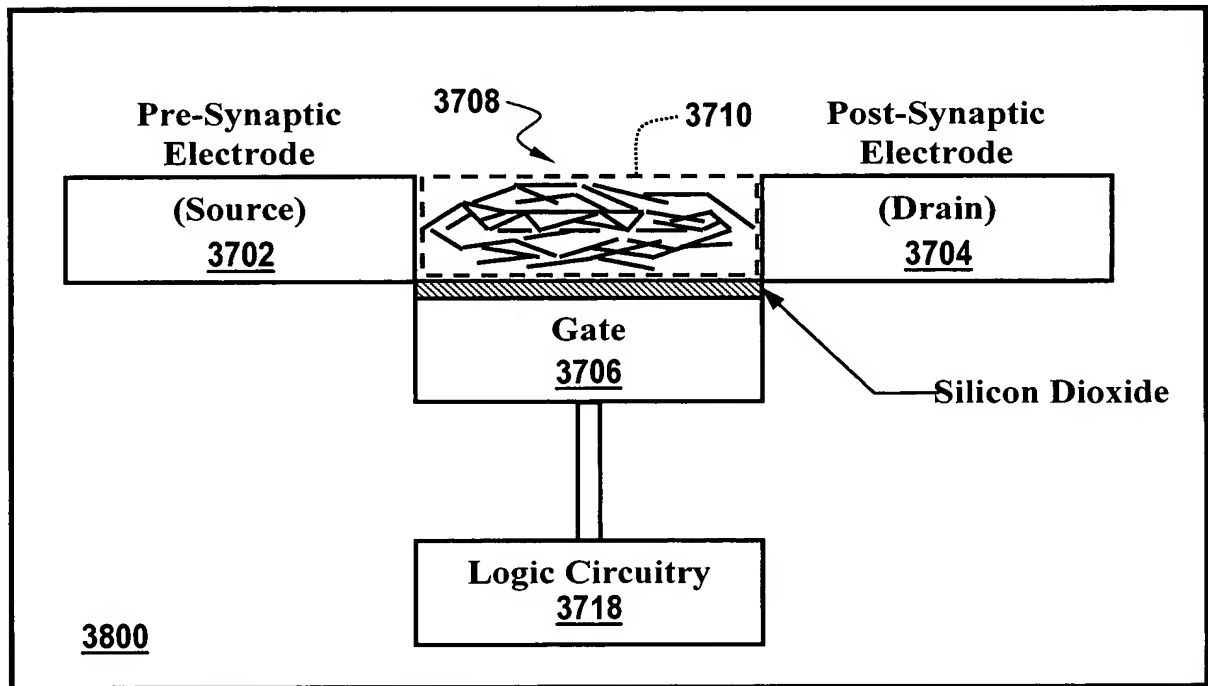 3708
3710
Pre-Synaptic
Electrode
Post-Synaptic
Electrode
(Source)
3702
(Drain)
3704
Gate
3706
Silicon Dioxide
Logic Circuitry
3718
3800